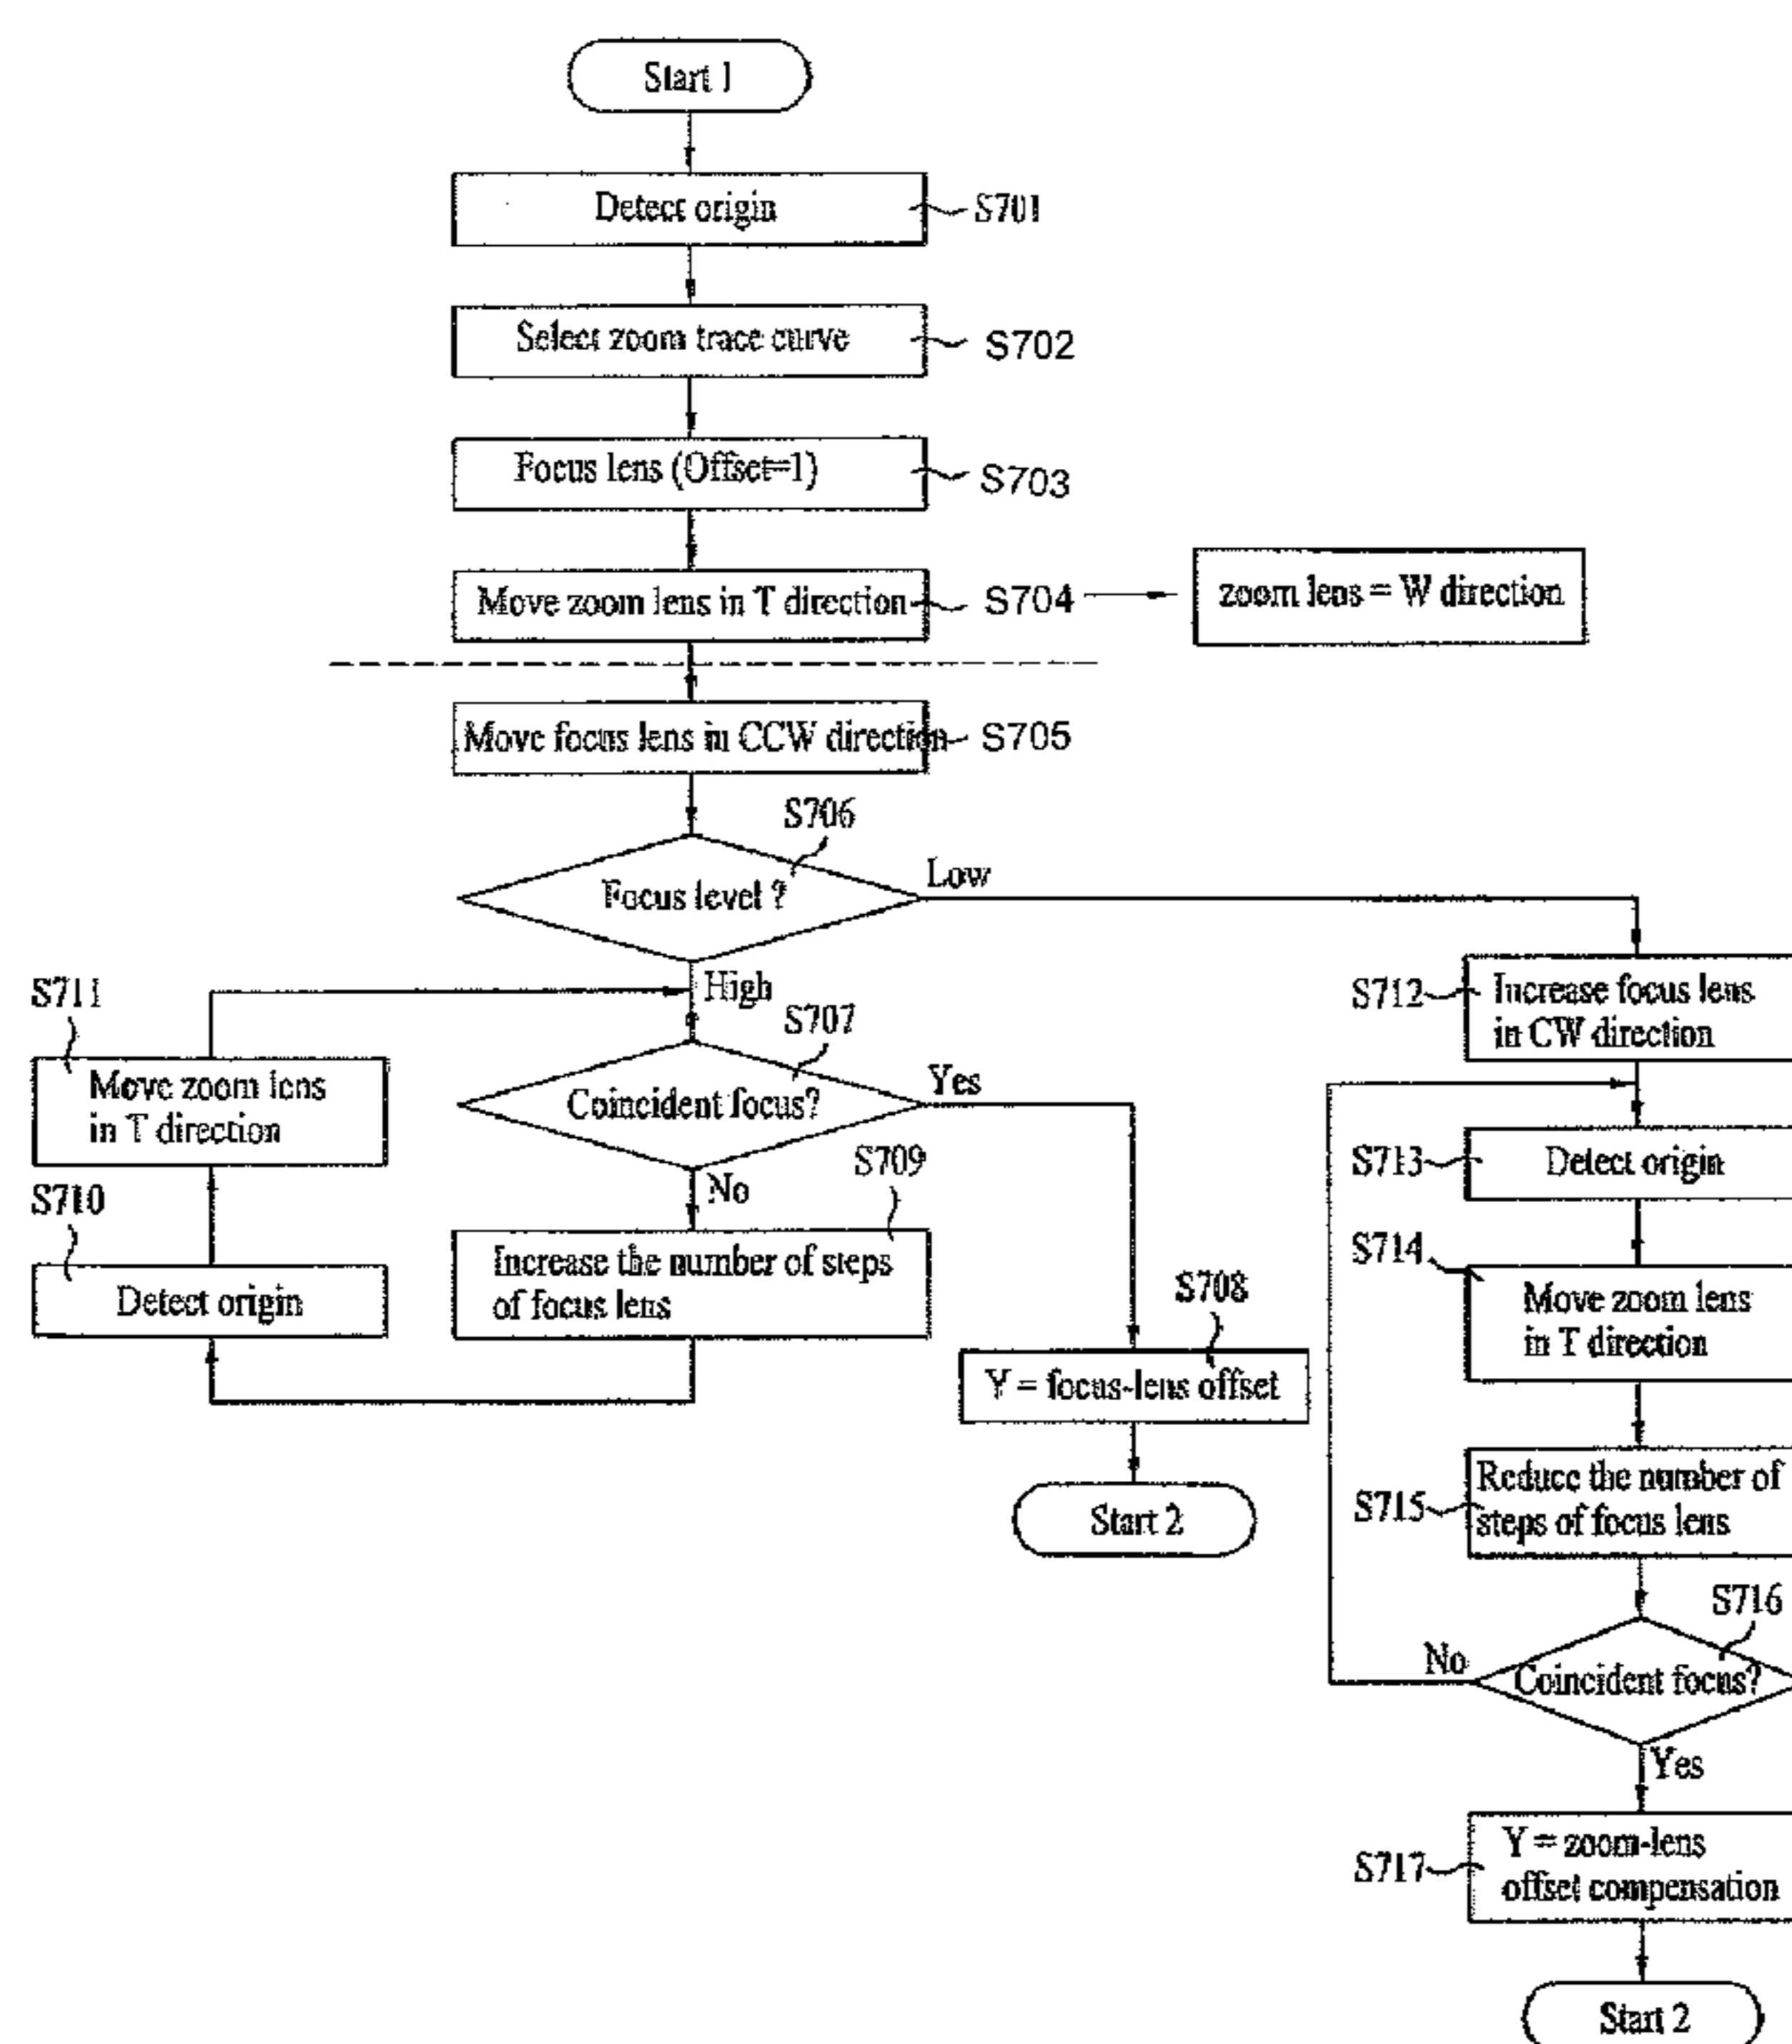 Start 1
Detect origin
S701
Select zoom trace curve
S702
Focus lens (Offset=1)
S703
Move zoom lens in T direction
S704
zoom lens = W direction
Move focus lens in CCW direction
S705
S706
Focus level ?
Low
High
S707
Coincident focus?
Yes
No
S709
Increase the number of steps
of focus lens
S710
Detect origin
S711
Move zoom lens
in T direction
S708
Y = focus-lens offset
Start 2
S712
Increase focus lens
in CW direction
S713
Detect origin
S714
Move zoom lens
in T direction
S715
Reduce the number of
steps of focus lens
S716
Coincident focus?
No
Yes
S717
Y = zoom-lens
offset compensation
Start 2